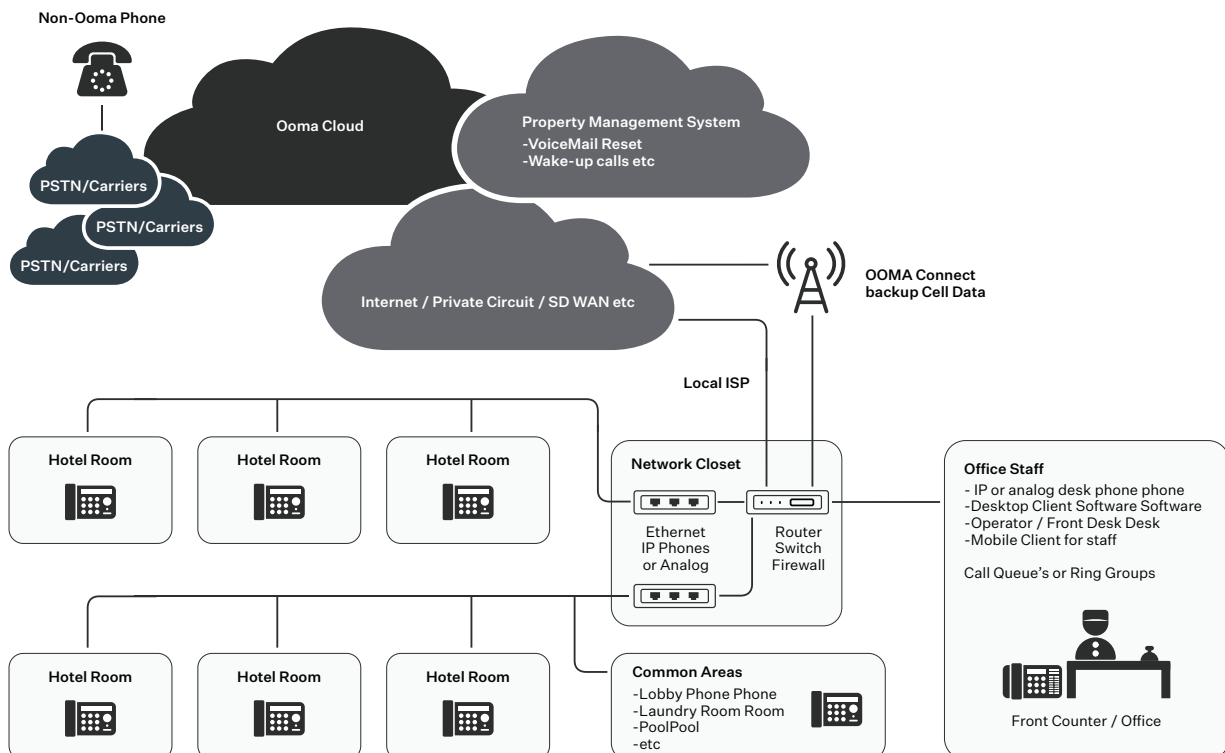 Non-Ooma Phone
Ooma Cloud
Property Management System
-VoiceMail Reset
-Wake-up calls etc
PSTN/Carriers
PSTN/Carriers
PSTN/Carriers
Internet / Private Circuit / SD WAN etc
OOMA Connect
backup Cell Data
Local ISP
Hotel Room
Hotel Room
Hotel Room
Network Closet
Ethernet
IP Phones
or Analog
Router
Switch
Firewall
Office Staff
- IP or analog desk phone phone
-Desktop Client Software Software
-Operator / Front Desk Desk
-Mobile Client for staff
Call Queue's or Ring Groups
Front Counter / Office
Hotel Room
Hotel Room
Hotel Room
Common Areas
-Lobby Phone Phone
-Laundry Room Room
-PoolPool
-etc